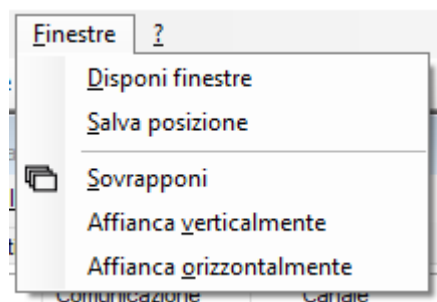 Finestre ?
Disponi finestre
Salva posizione
Sovrapponi
Affianca verticalmente
Affianca orizzontalmente
Comunicazione Canale